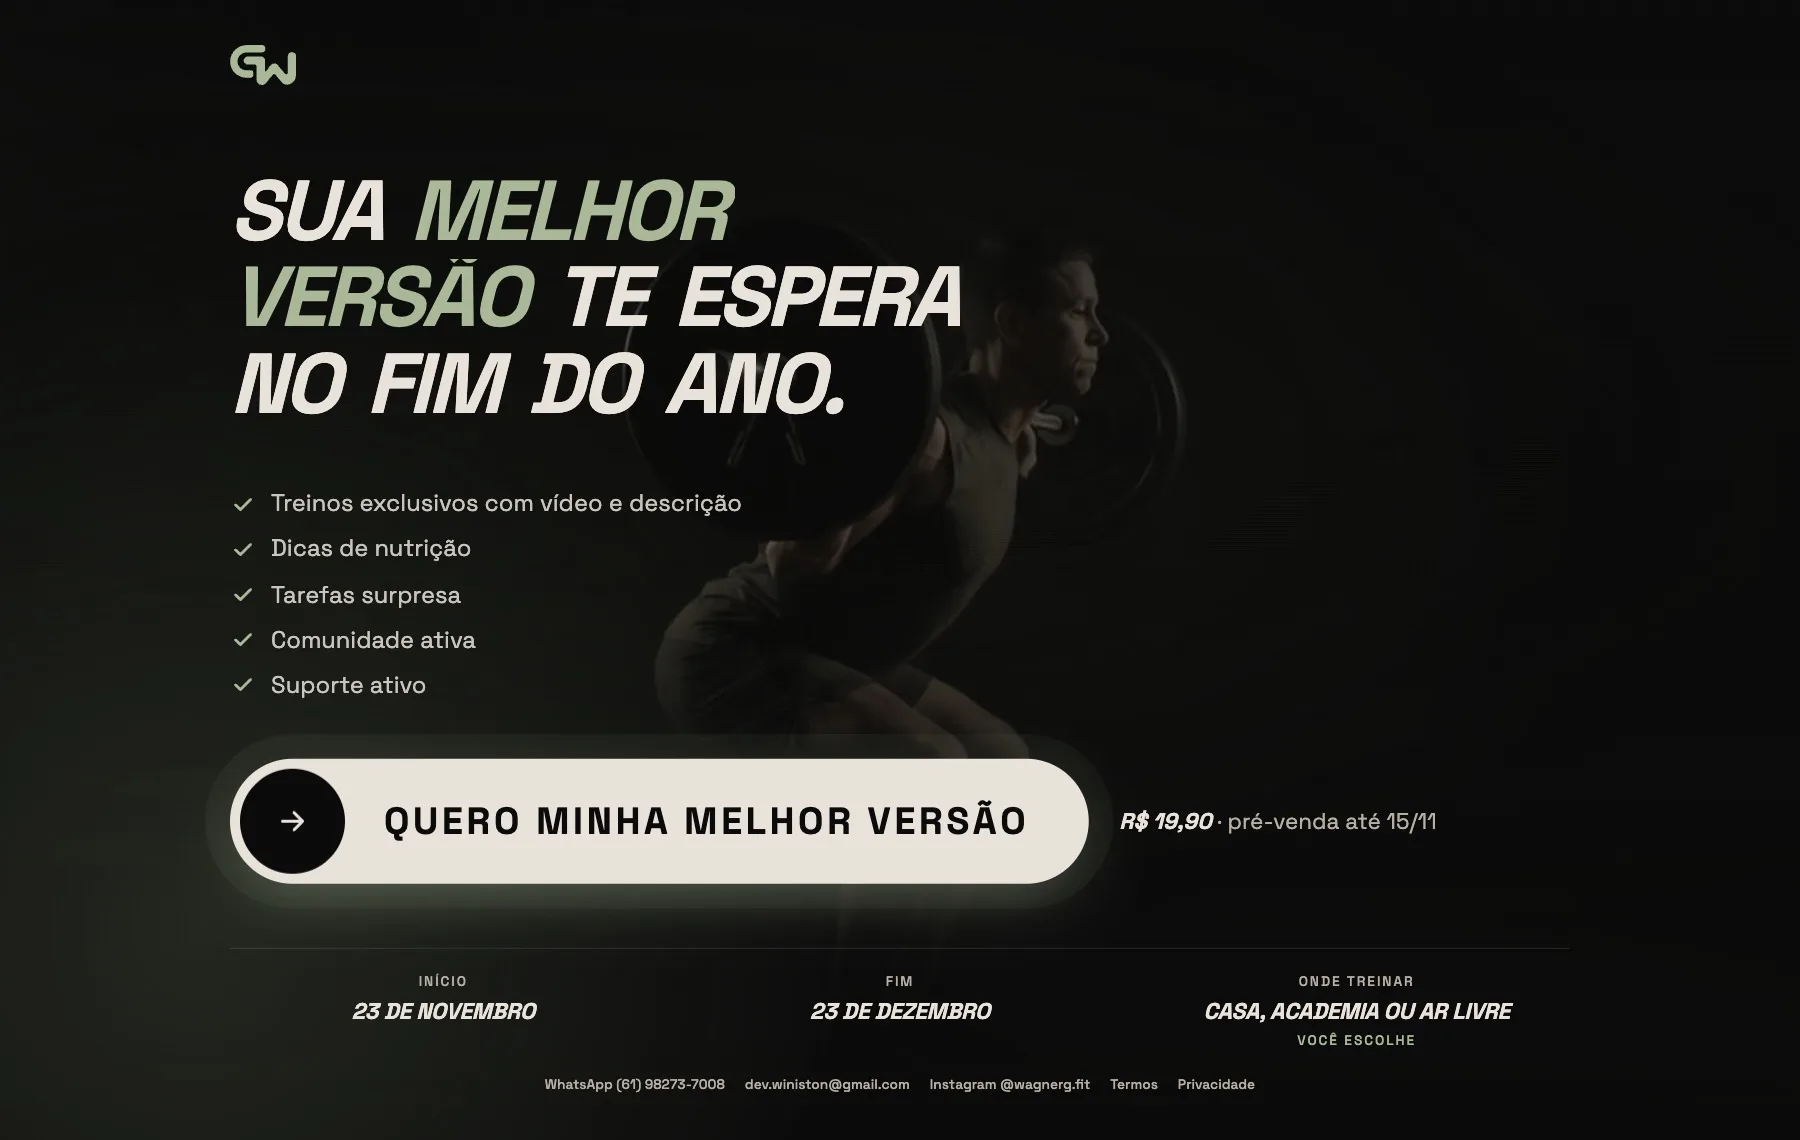 GW
SUA MELHOR
VERSÃO TE ESPERA
NO FIM DO ANO.
Treinos exclusivos com vídeo e descrição
Dicas de nutrição
Tarefas surpresa
Comunidade ativa
Suporte ativo
QUERO MINHA MELHOR VERSÃO
R$ 19,90 · pré-venda até 15/11
INÍCIO
23 DE NOVEMBRO
FIM
23 DE DEZEMBRO
ONDE TREINAR
CASA, ACADEMIA OU AR LIVRE
VOCÊ ESCOLHE
WhatsApp (61) 98273-7008 dev.winiston@gmail.com Instagram @wagnerg.fit Termos Privacidade